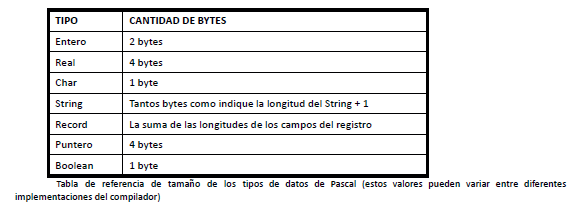 TIPO CANTIDAD DE BYTES
Entero 2 bytes
Real 4 bytes
Char 1 byte
String Tantos bytes como indique la longitud del String + 1
Record La suma de las longitudes de los campos del registro
Puntero 4 bytes
Boolean 1 byte
Tabla de referencia de tamaño de los tipos de datos de Pascal (estos valores pueden variar entre diferentes
implementaciones del compilador)